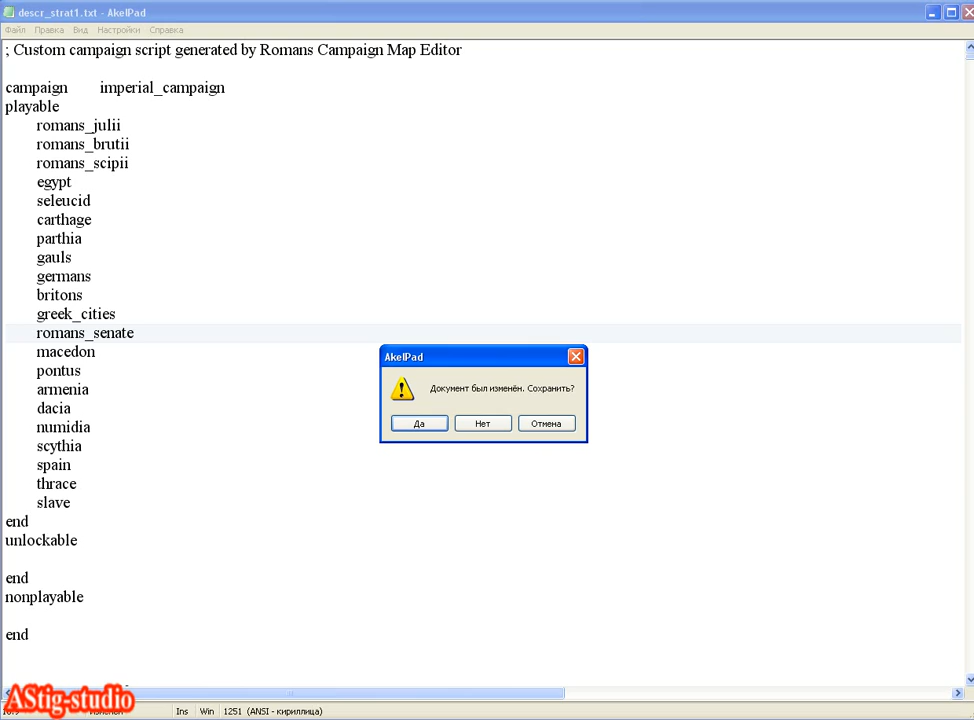 descr_strat1.txt - AkelPad
Файл Правка Вид Настройки Справка
; Custom campaign script generated by Romans Campaign Map Editor
campaign imperial_campaign
playable
romans_julii
romans_brutii
romans_scipii
egypt
seleucid
carthage
parthia
gauls
germans
britons
greek_cities
romans_senate
macedon
pontus
armenia
dacia
numidia
scythia
spain
thrace
slave
end
unlockable
end
nonplayable
end
AkelPad
Документ был изменён. Сохранить?
Да Нет Отмена
AStig-studio
Ins Win 1251 (ANSI - кириллица)